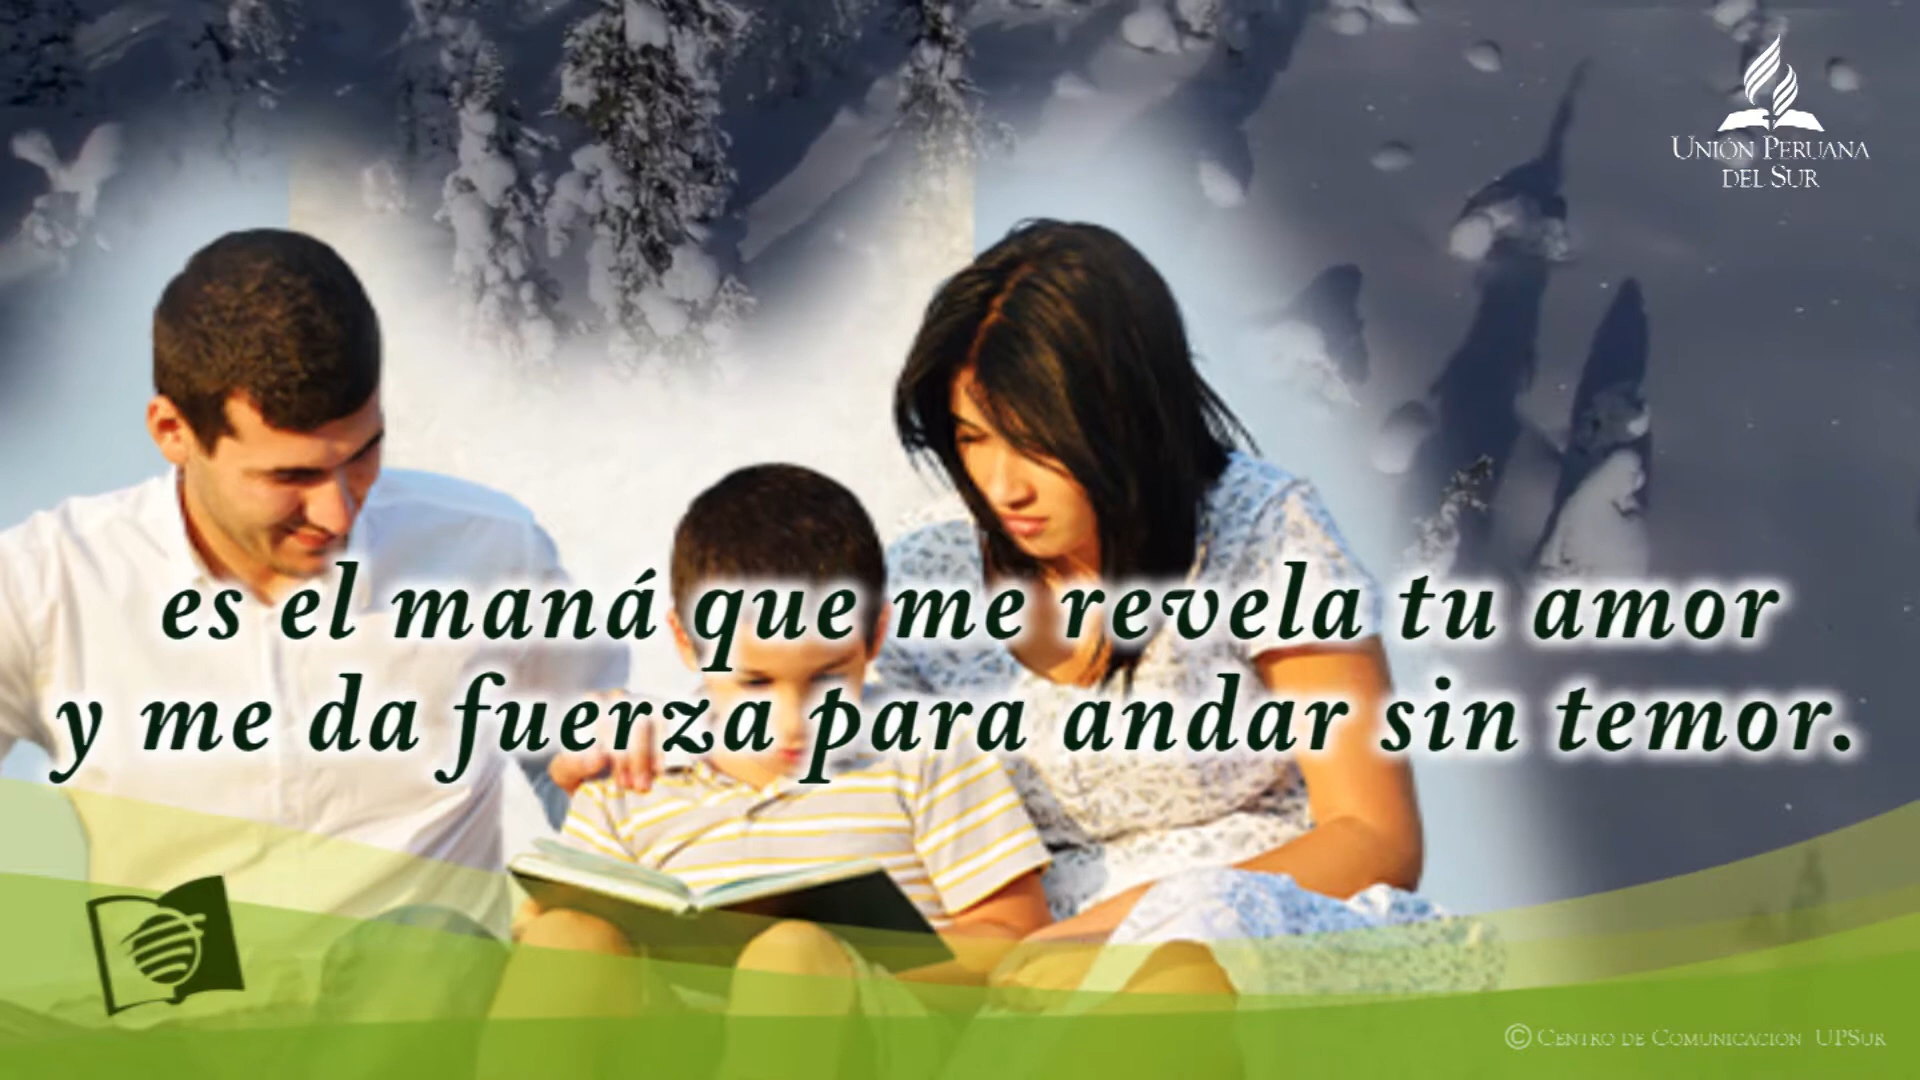 UNIÓN PERUANA
DEL SUR
es el maná que me revela tu amor
y me da fuerza para andar sin temor.
© CENTRO DE COMUNICACION UPSUR